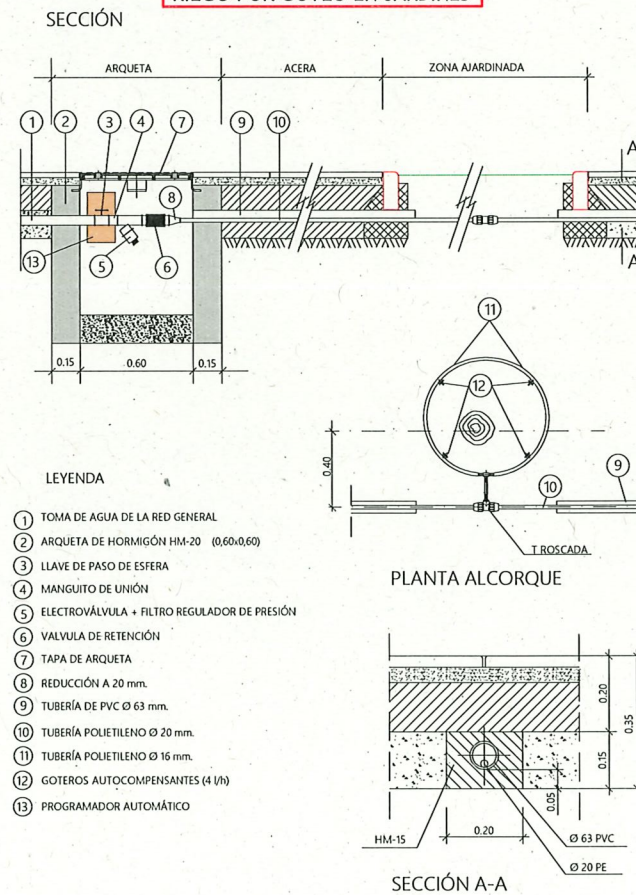 RIEGO POR GOTEO EN JARDINES
SECCIÓN
ARQUETA
ACERA
ZONA AJARDINADA
1
2
3
4
7
9
10
8
A
13
5
6
A
0.15
0.60
0.15
11
12
0.40
10
9
T ROSCADA
PLANTA ALCORQUE
LEYENDA
1 TOMA DE AGUA DE LA RED GENERAL
2 ARQUETA DE HORMIGÓN HM-20 (0,60x0,60)
3 LLAVE DE PASO DE ESFERA
4 MANGUITO DE UNIÓN
5 ELECTROVÁLVULA + FILTRO REGULADOR DE PRESIÓN
6 VALVULA DE RETENCIÓN
7 TAPA DE ARQUETA
8 REDUCCIÓN A 20 mm.
9 TUBERÍA DE PVC Ø 63 mm.
10 TUBERÍA POLIETILENO Ø 20 mm.
11 TUBERÍA POLIETILENO Ø 16 mm.
12 GOTEROS AUTOCOMPENSANTES (4 l/h)
13 PROGRAMADOR AUTOMÁTICO
0.20
0.35
0.15
0.05
HM-15
0.20
Ø 63 PVC
Ø 20 PE
SECCIÓN A-A